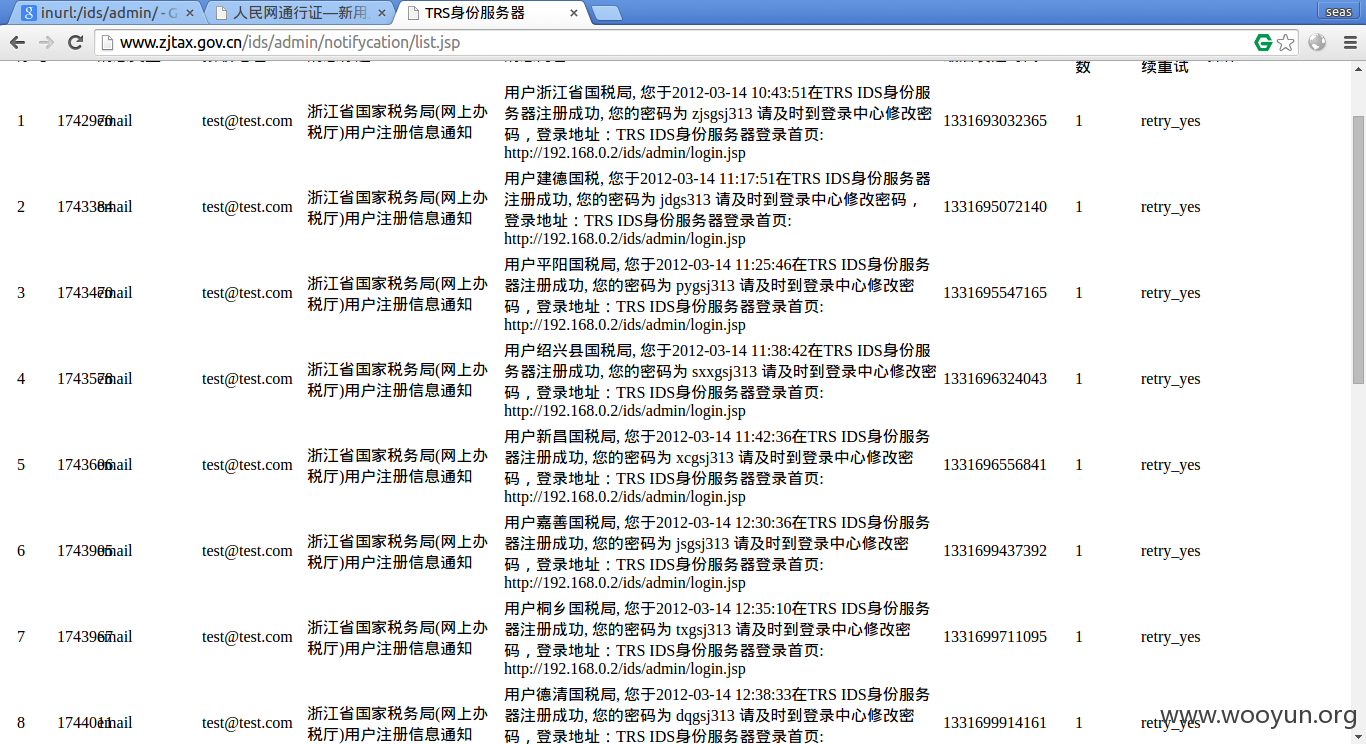 inurl:/ids/admin/ - G
人民网通行证—新用
TRS身份服务器
seas
www.zjtax.gov.cn/ids/admin/notifycation/list.jsp
数
续重试
1
email
test@test.com
浙江省国家税务局(网上办
税厅)用户注册信息通知
用户浙江省国税局, 您于2012-03-14 10:43:51在TRS IDS身份服
务器注册成功, 您的密码为 zjsgsj313 请及时到登录中心修改密
码，登录地址：TRS IDS身份服务器登录首页:
http://192.168.0.2/ids/admin/login.jsp
1331693032365
1
retry_yes
2
email
test@test.com
浙江省国家税务局(网上办
税厅)用户注册信息通知
用户建德国税, 您于2012-03-14 11:17:51在TRS IDS身份服务器
注册成功, 您的密码为 jdgs313 请及时到登录中心修改密码，
登录地址：TRS IDS身份服务器登录首页:
http://192.168.0.2/ids/admin/login.jsp
1331695072140
1
retry_yes
3
email
test@test.com
浙江省国家税务局(网上办
税厅)用户注册信息通知
用户平阳国税局, 您于2012-03-14 11:25:46在TRS IDS身份服务
器注册成功, 您的密码为 pygsj313 请及时到登录中心修改密
码，登录地址：TRS IDS身份服务器登录首页:
http://192.168.0.2/ids/admin/login.jsp
1331695547165
1
retry_yes
4
email
test@test.com
浙江省国家税务局(网上办
税厅)用户注册信息通知
用户绍兴县国税局, 您于2012-03-14 11:38:42在TRS IDS身份服
务器注册成功, 您的密码为 sxxgsj313 请及时到登录中心修改密
码，登录地址：TRS IDS身份服务器登录首页:
http://192.168.0.2/ids/admin/login.jsp
1331696324043
1
retry_yes
5
email
test@test.com
浙江省国家税务局(网上办
税厅)用户注册信息通知
用户新昌国税局, 您于2012-03-14 11:42:36在TRS IDS身份服务
器注册成功, 您的密码为 xcgsj313 请及时到登录中心修改密
码，登录地址：TRS IDS身份服务器登录首页:
http://192.168.0.2/ids/admin/login.jsp
1331696556841
1
retry_yes
6
email
test@test.com
浙江省国家税务局(网上办
税厅)用户注册信息通知
用户嘉善国税局, 您于2012-03-14 12:30:36在TRS IDS身份服务
器注册成功, 您的密码为 jsgsj313 请及时到登录中心修改密
码，登录地址：TRS IDS身份服务器登录首页:
http://192.168.0.2/ids/admin/login.jsp
1331699437392
1
retry_yes
7
email
test@test.com
浙江省国家税务局(网上办
税厅)用户注册信息通知
用户桐乡国税局, 您于2012-03-14 12:35:10在TRS IDS身份服务
器注册成功, 您的密码为 txgsj313 请及时到登录中心修改密
码，登录地址：TRS IDS身份服务器登录首页:
http://192.168.0.2/ids/admin/login.jsp
1331699711095
1
retry_yes
8
email
test@test.com
浙江省国家税务局(网上办
税厅)用户注册信息通知
用户德清国税局, 您于2012-03-14 12:38:33在TRS IDS身份服务
器注册成功, 您的密码为 dqgsj313 请及时到登录中心修改密
码，登录地址：TRS IDS身份服务器登录首页:
1331699914161
1
retry_yes
www.wooyun.org